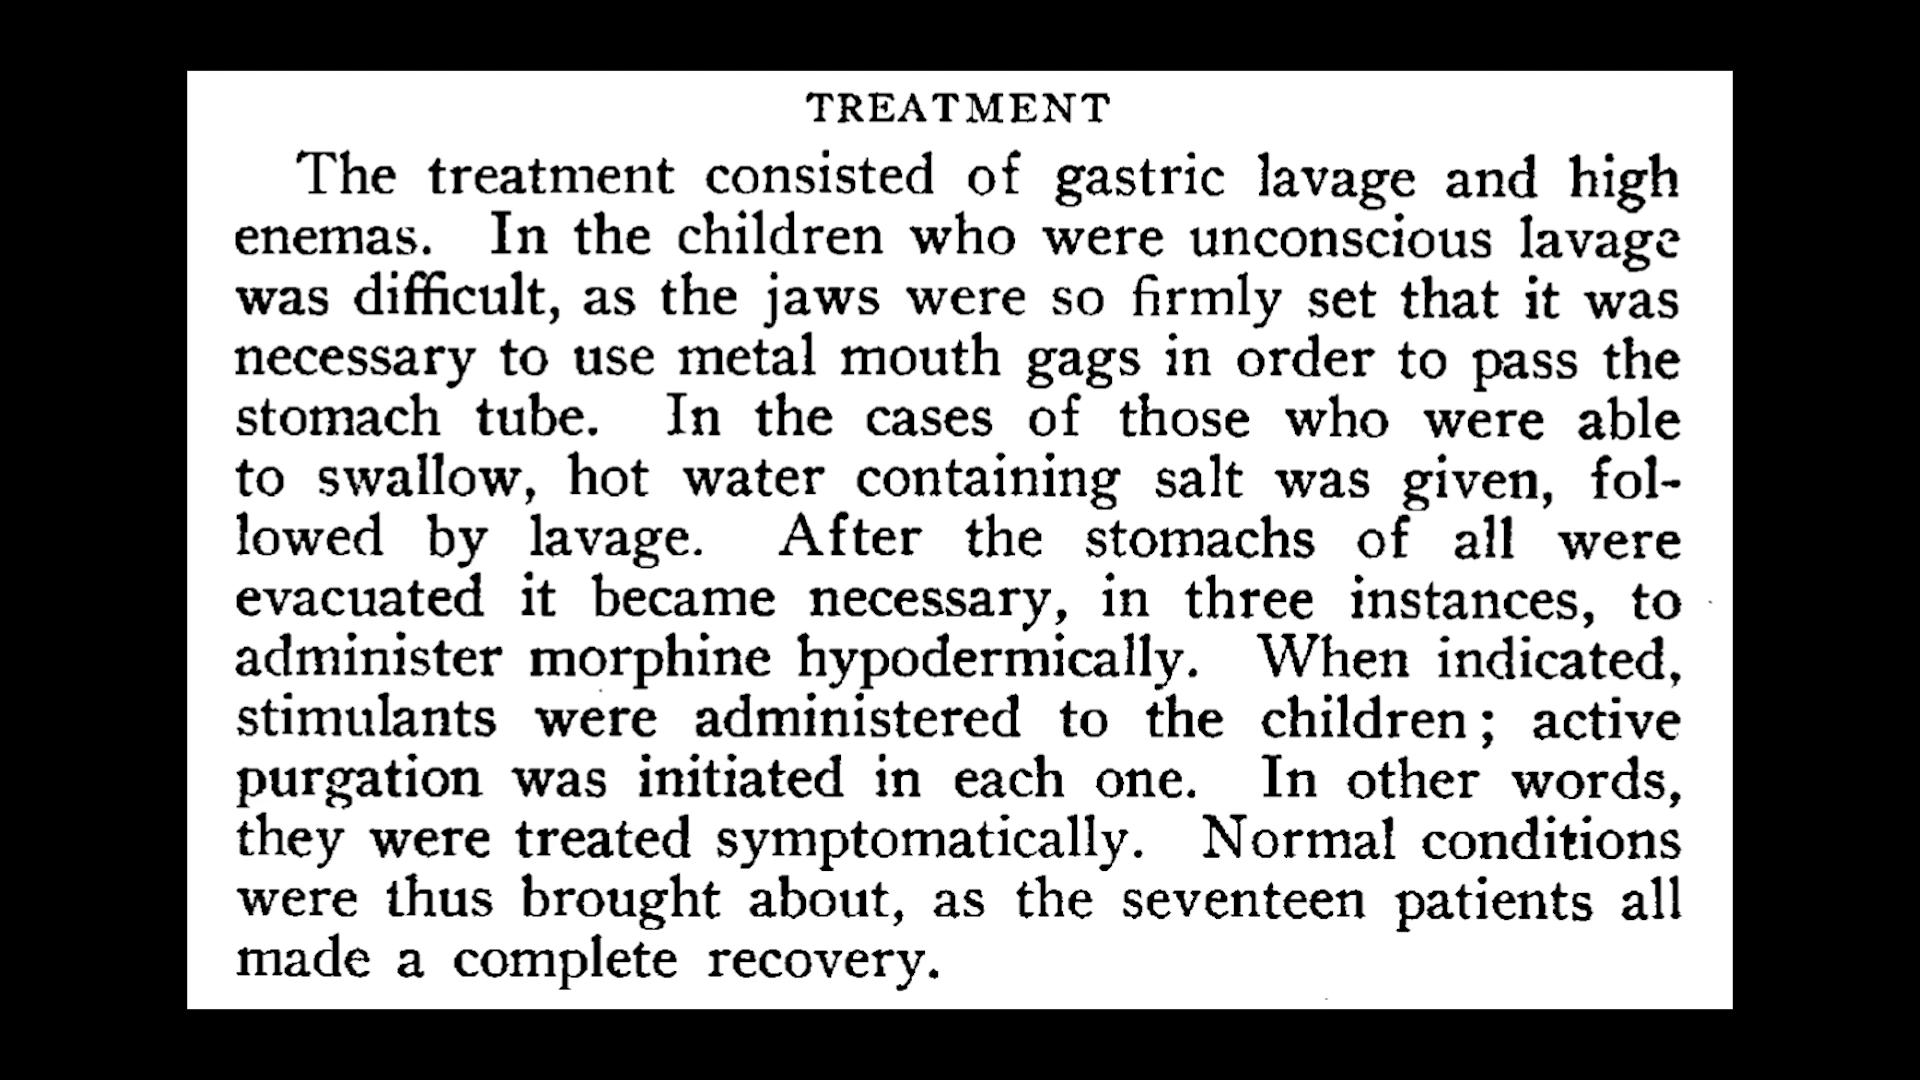 TREATMENT
The treatment consisted of gastric lavage and high
enemas. In the children who were unconscious lavage
was difficult, as the jaws were so firmly set that it was
necessary to use metal mouth gags in order to pass the
stomach tube. In the cases of those who were able
to swallow, hot water containing salt was given, fol-
lowed by lavage. After the stomachs of all were
evacuated it became necessary, in three instances, to
administer morphine hypodermically. When indicated,
stimulants were administered to the children; active
purgation was initiated in each one. In other words,
they were treated symptomatically. Normal conditions
were thus brought about, as the seventeen patients all
made a complete recovery.